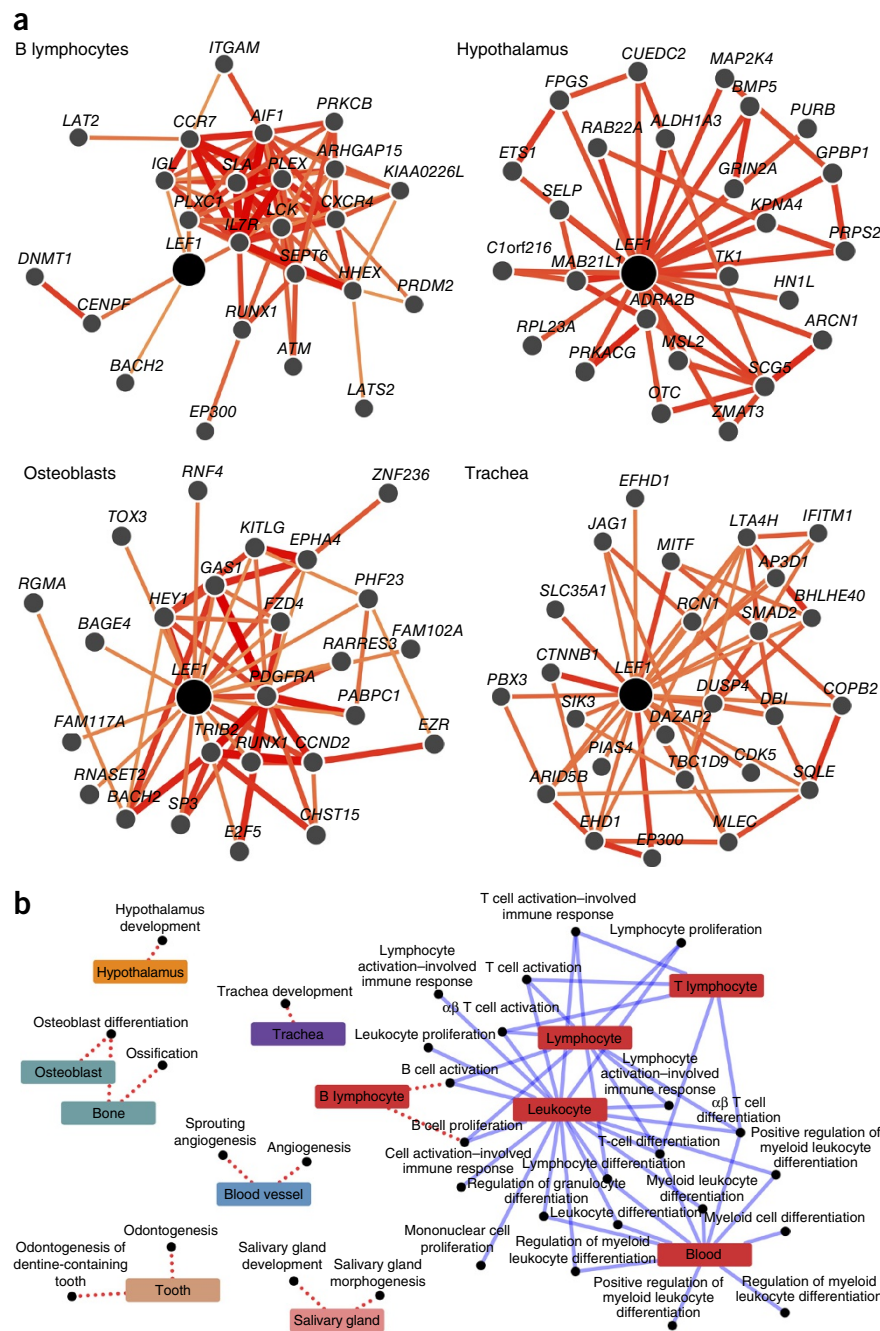 a
B lymphocytes
ITGAM
LAT2
CCR7
AIF1
PRKCB
IGL
SLA
PLEX
ARHGAP15
KIAA0226L
PLXC1
IL7R
LCK
CXCR4
LEF1
SEPT6
HHEX
DNMT1
CENPF
RUNX1
PRDM2
BACH2
ATM
LATS2
EP300
Hypothalamus
CUEDC2
MAP2K4
FPGS
BMP5
RAB22A
ALDH1A3
PURB
ETS1
GRIN2A
GPBP1
SELP
KPNA4
C1orf216
LEF1
PRPS2
MAB21L1
TK1
HN1L
ADRA2B
RPL23A
MSL2
ARCN1
PRKACG
SCG5
OTC
ZMAT3
Osteoblasts
RNF4
ZNF236
TOX3
KITLG
EPHA4
RGMA
GAS1
PHF23
HEY1
FZD4
BAGE4
RARRES3
FAM102A
LEF1
PDGFRA
PABPC1
FAM117A
TRIB2
RUNX1
CCND2
EZR
RNASET2
BACH2
SP3
CHST15
E2F5
Trachea
EFHD1
JAG1
LTA4H
IFITM1
MITF
AP3D1
SLC35A1
RCN1
BHLHE40
SMAD2
CTNNB1
LEF1
PBX3
DUSP4
COPB2
SIK3
DAZAP2
DBI
PIAS4
TBC1D9
CDK5
ARID5B
SQLE
EHD1
EP300
MLEC
b
Hypothalamus
development
Hypothalamus
Osteoblast differentiation
Ossification
Osteoblast
Bone
Trachea development
Trachea
Sprouting
angiogenesis
Angiogenesis
Blood vessel
Odontogenesis
Odontogenesis of
dentine-containing
tooth
Tooth
Salivary gland
development
Salivary gland
morphogenesis
Salivary gland
T cell activation–involved
immune response
Lymphocyte proliferation
Lymphocyte
activation–involved
immune response
T cell activation
T lymphocyte
αβ T cell activation
Leukocyte proliferation
Lymphocyte
B cell activation
Lymphocyte
activation–involved
immune response
B lymphocyte
Leukocyte
αβ T cell
differentiation
B cell proliferation
T-cell differentiation
Positive regulation of
myeloid leukocyte
differentiation
Cell activation–involved
immune response
Lymphocyte differentiation
Regulation of granulocyte
differentiation
Myeloid leukocyte
differentiation
Leukocyte differentiation
Myeloid cell differentiation
Mononuclear cell
proliferation
Regulation of myeloid
leukocyte differentiation
Blood
Positive regulation of
myeloid leukocyte
differentiation
Regulation of myeloid
leukocyte differentiation